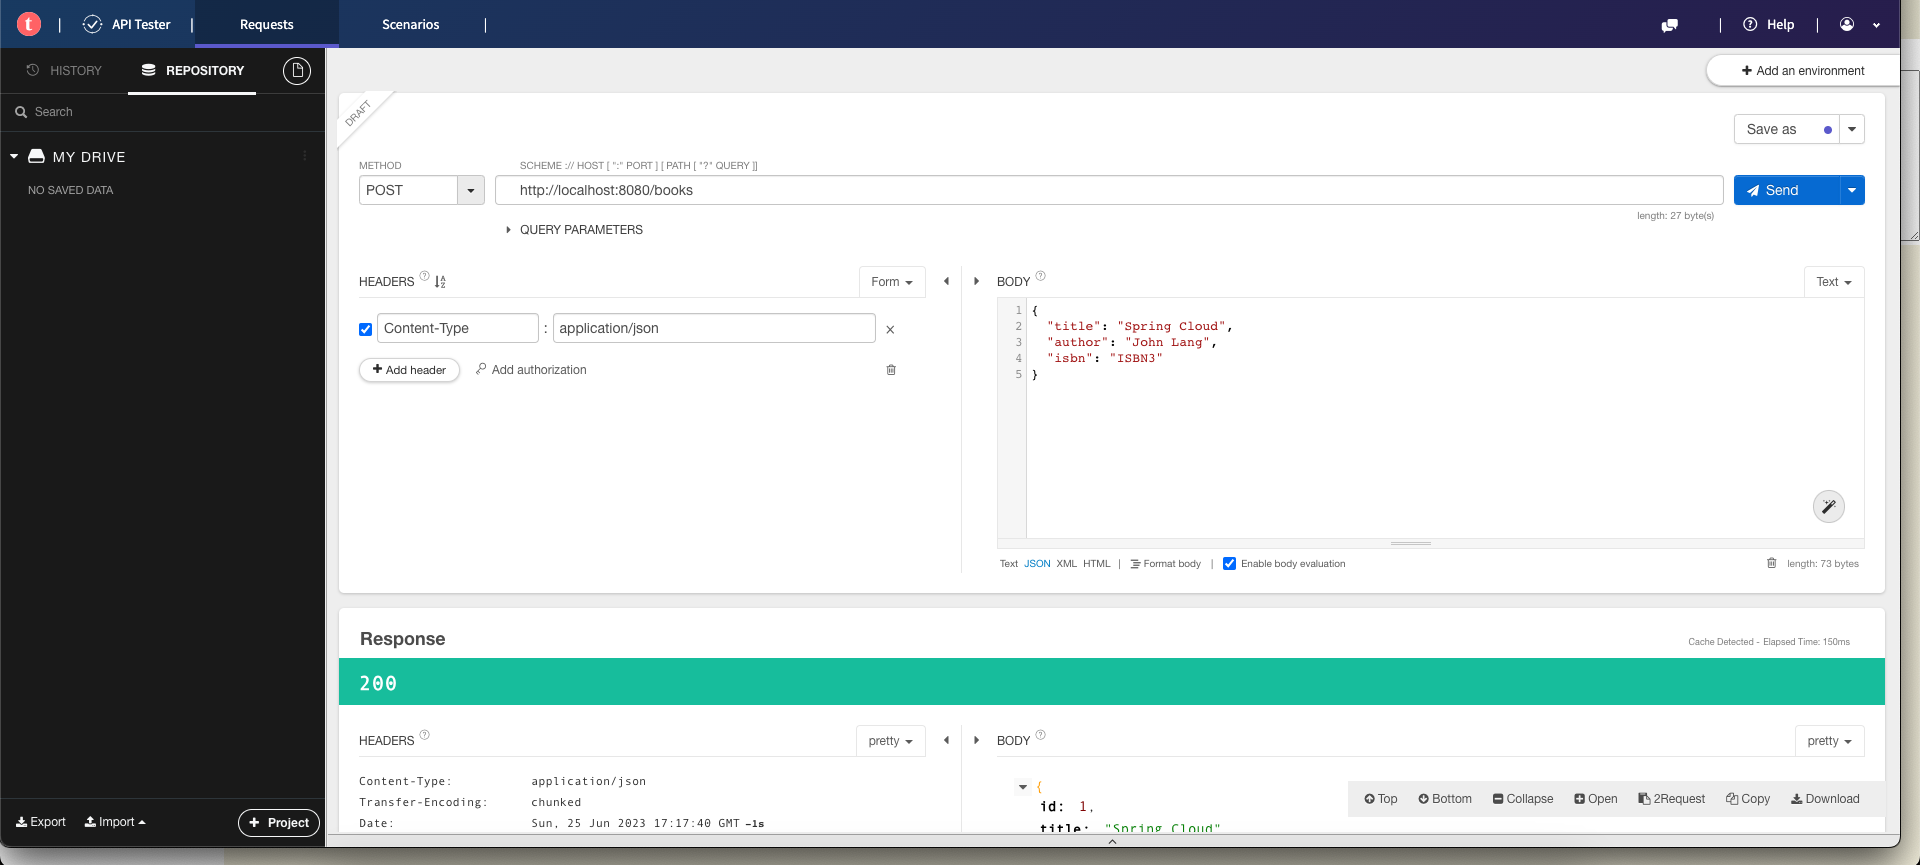 t | API Tester | Requests Scenarios | | Help |
HISTORY REPOSITORY
+ Add an environment
Search
DRAFT
Save as
MY DRIVE
METHOD SCHEME :// HOST [ ":" PORT ] [ PATH [ "?" QUERY ]]
NO SAVED DATA
POST http://localhost:8080/books Send
length: 27 byte(s)
QUERY PARAMETERS
HEADERS ? Form BODY ? Text
Content-Type : application/json ×
+ Add header Add authorization
1 {
2 "title": "Spring Cloud",
3 "author": "John Lang",
4 "isbn": "ISBN3"
5 }
Text JSON XML HTML | Format body | Enable body evaluation length: 73 bytes
Response
Cache Detected - Elapsed Time: 150ms
200
HEADERS ? pretty BODY ? pretty
Content-Type: application/json
Transfer-Encoding: chunked
Date: Sun, 25 Jun 2023 17:17:40 GMT -1s
{
id: 1,
title: "Spring Cloud"
Top Bottom Collapse Open 2Request Copy Download
Export Import + Project